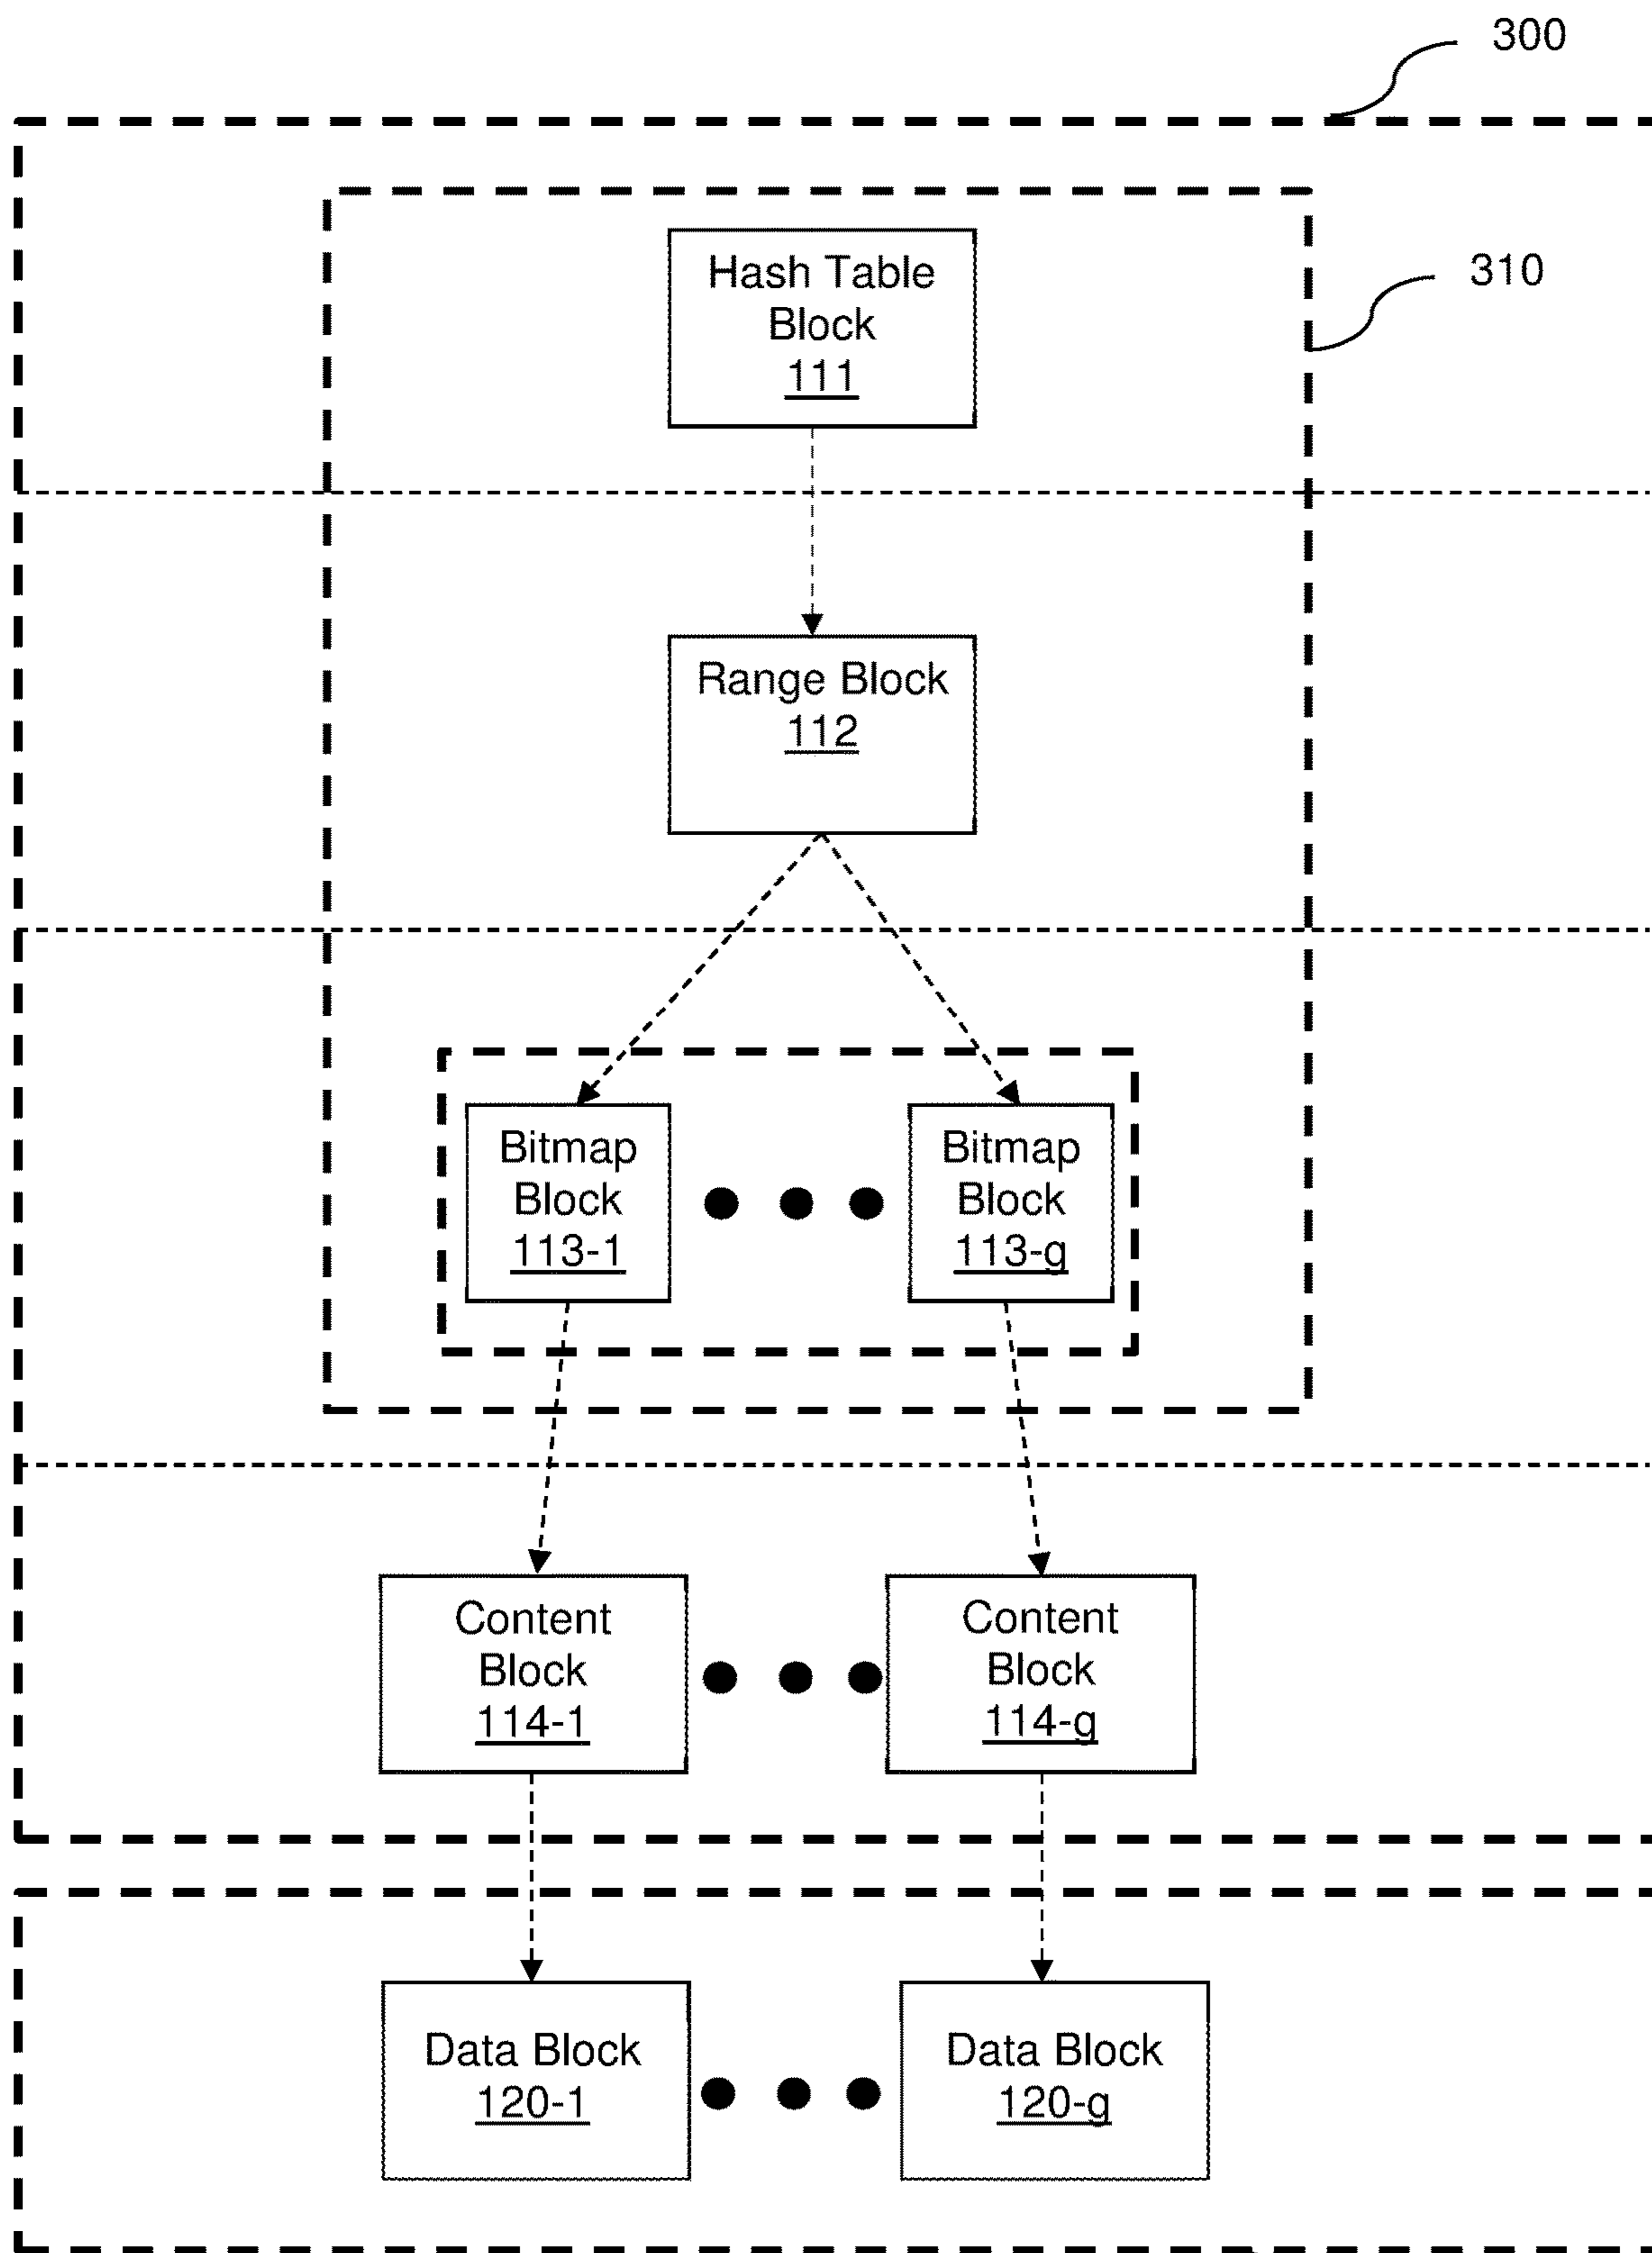 300
310
Hash Table
Block
111
Range Block
112
Bitmap
Block
113-1
Bitmap
Block
113-g
Content
Block
114-1
Content
Block
114-g
Data Block
120-1
Data Block
120-g